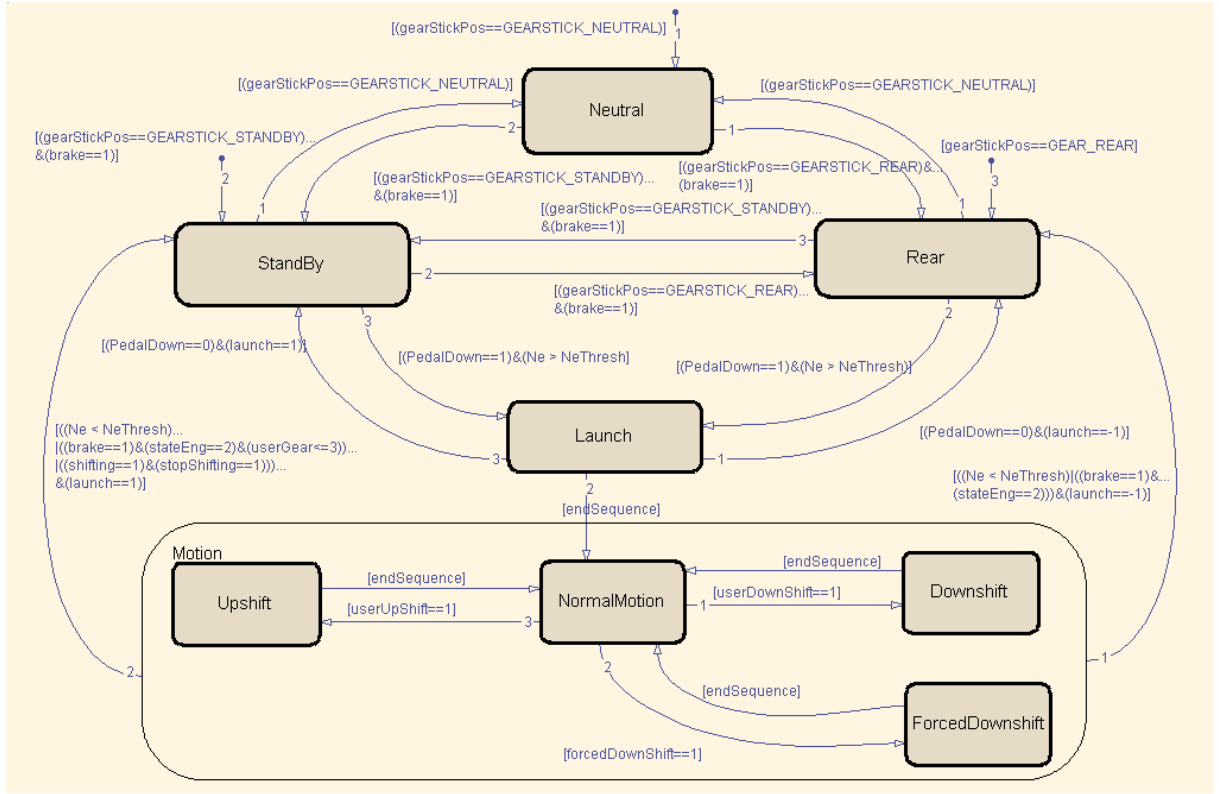 [(gearStickPos==GEARSTICK_NEUTRAL)]
1
[(gearStickPos==GEARSTICK_NEUTRAL)]
Neutral
[(gearStickPos==GEARSTICK_NEUTRAL)]
2
1
[(gearStickPos==GEARSTICK_STANDBY)...
&(brake==1)]
2
[(gearStickPos==GEARSTICK_STANDBY)...
&(brake==1)]
[(gearStickPos==GEARSTICK_REAR)&...
(brake==1)]
[gearStickPos==GEAR_REAR]
3
1
1
[(gearStickPos==GEARSTICK_STANDBY)...
&(brake==1)]
StandBy
3
2
Rear
[(gearStickPos==GEARSTICK_REAR)...
&(brake==1)]
3
2
[(PedalDown==0)&(launch==1)]
[(PedalDown==1)&(Ne > NeThresh]
[(PedalDown==1)&(Ne > NeThresh)]
Launch
3
1
2
[((Ne < NeThresh)...
|((brake==1)&(stateEng==2)&(userGear<=3))...
|((shifting==1)&(stopShifting==1)))...
&(launch==1)]
[(PedalDown==0)&(launch==-1)]
[((Ne < NeThresh)|((brake==1)&...
(stateEng==2)))&(launch==-1)]
[endSequence]
Motion
Upshift
[endSequence]
[userUpShift==1]
3
NormalMotion
1
[endSequence]
[userDownShift==1]
Downshift
2
2
1
[endSequence]
ForcedDownshift
[forcedDownShift==1]